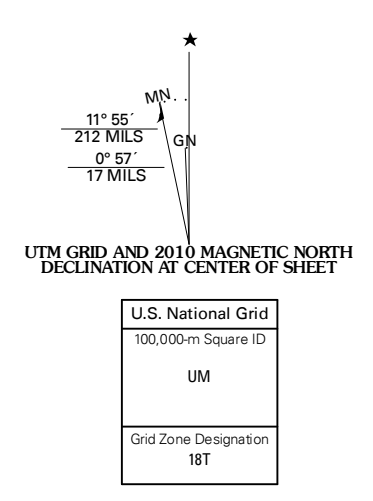 ★
MN
11° 55´
212 MILS
GN
0° 57´
17 MILS
UTM GRID AND 2010 MAGNETIC NORTH
DECLINATION AT CENTER OF SHEET
U.S. National Grid
100,000-m Square ID
UM
Grid Zone Designation
18T